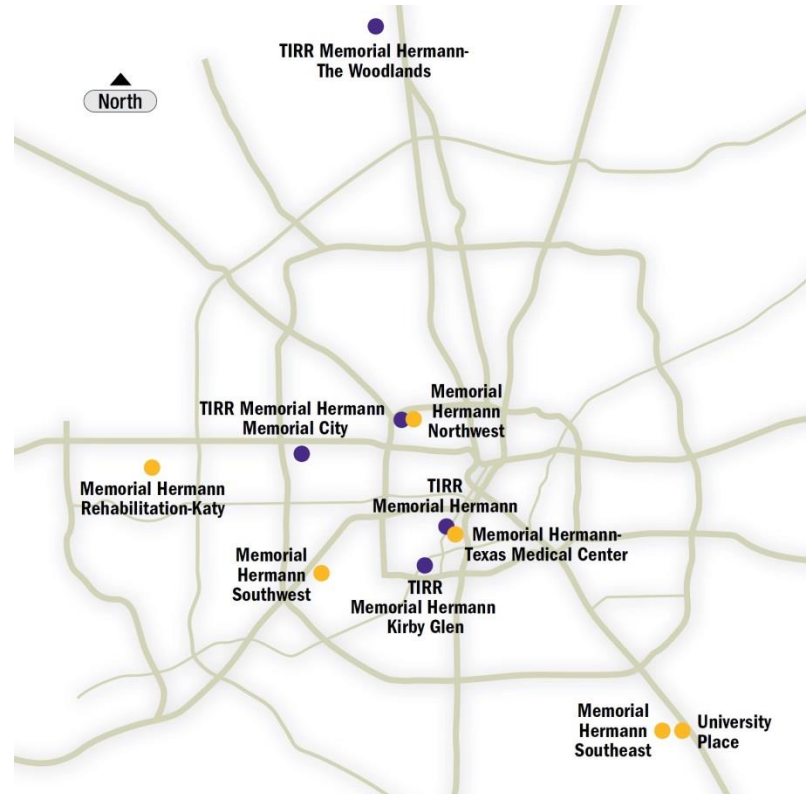 TIRR Memorial Hermann-
The Woodlands
North
TIRR Memorial Hermann
Memorial City
Memorial
Hermann
Northwest
Memorial Hermann
Rehabilitation-Katy
TIRR
Memorial Hermann
Memorial Hermann-
Texas Medical Center
Memorial
Hermann
Southwest
TIRR
Memorial Hermann
Kirby Glen
Memorial
Hermann
Southeast
University
Place